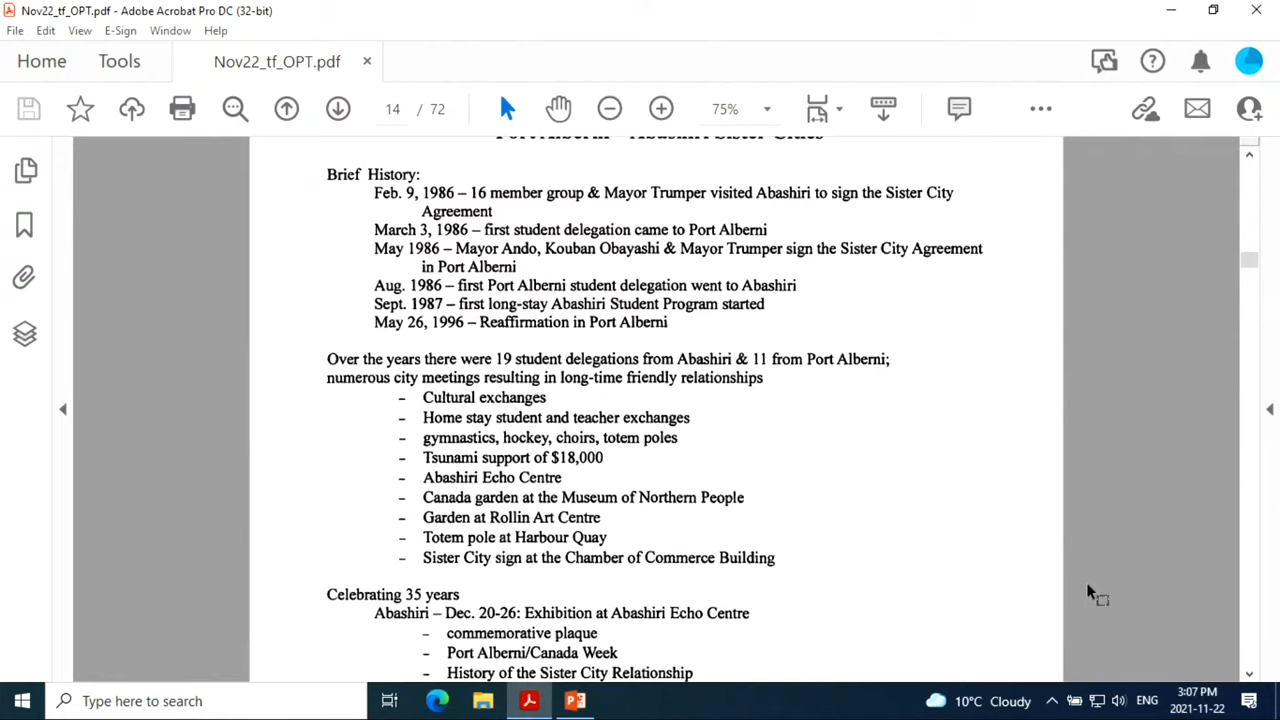 Nov22_tf_OPT.pdf - Adobe Acrobat Pro DC (32-bit)
File Edit View E-Sign Window Help
Home Tools Nov22_tf_OPT.pdf
14 / 72 75%
Port Alberni – Abashiri Sister Cities
Brief History:
Feb. 9, 1986 – 16 member group & Mayor Trumper visited Abashiri to sign the Sister City
Agreement
March 3, 1986 – first student delegation came to Port Alberni
May 1986 – Mayor Ando, Kouban Obayashi & Mayor Trumper sign the Sister City Agreement
in Port Alberni
Aug. 1986 – first Port Alberni student delegation went to Abashiri
Sept. 1987 – first long-stay Abashiri Student Program started
May 26, 1996 – Reaffirmation in Port Alberni
Over the years there were 19 student delegations from Abashiri & 11 from Port Alberni;
numerous city meetings resulting in long-time friendly relationships
- Cultural exchanges
- Home stay student and teacher exchanges
- gymnastics, hockey, choirs, totem poles
- Tsunami support of $18,000
- Abashiri Echo Centre
- Canada garden at the Museum of Northern People
- Garden at Rollin Art Centre
- Totem pole at Harbour Quay
- Sister City sign at the Chamber of Commerce Building
Celebrating 35 years
Abashiri – Dec. 20-26: Exhibition at Abashiri Echo Centre
- commemorative plaque
- Port Alberni/Canada Week
- History of the Sister City Relationship
Type here to search
10°C Cloudy
ENG
3:07 PM
2021-11-22